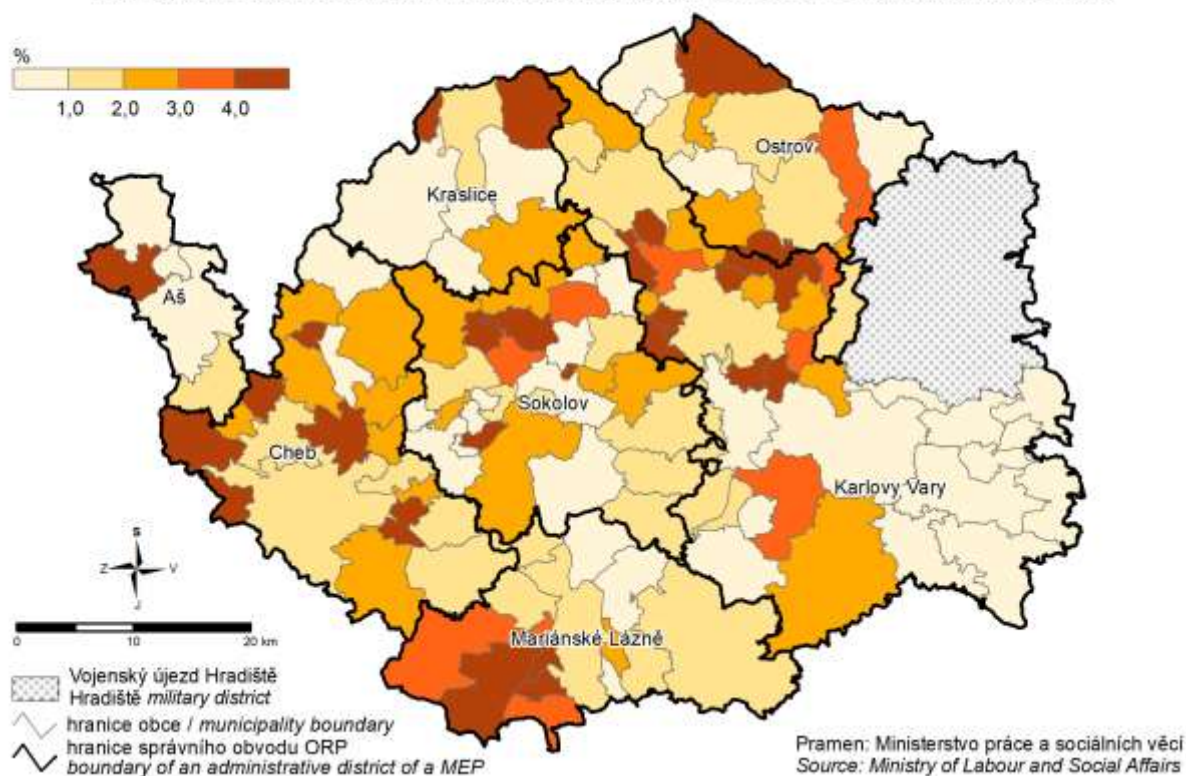 %
1,0 2,0 3,0 4,0
Ostrov
Kraslice
Aš
Sokolov
Cheb
Karlovy Vary
Mariánské Lázně
S
Z V
J
0 10 20 km
Vojenský újezd Hradiště
Hradiště military district
hranice obce / municipality boundary
hranice správního obvodu ORP
boundary of an administrative district of a MEP
Pramen: Ministerstvo práce a sociálních věcí
Source: Ministry of Labour and Social Affairs